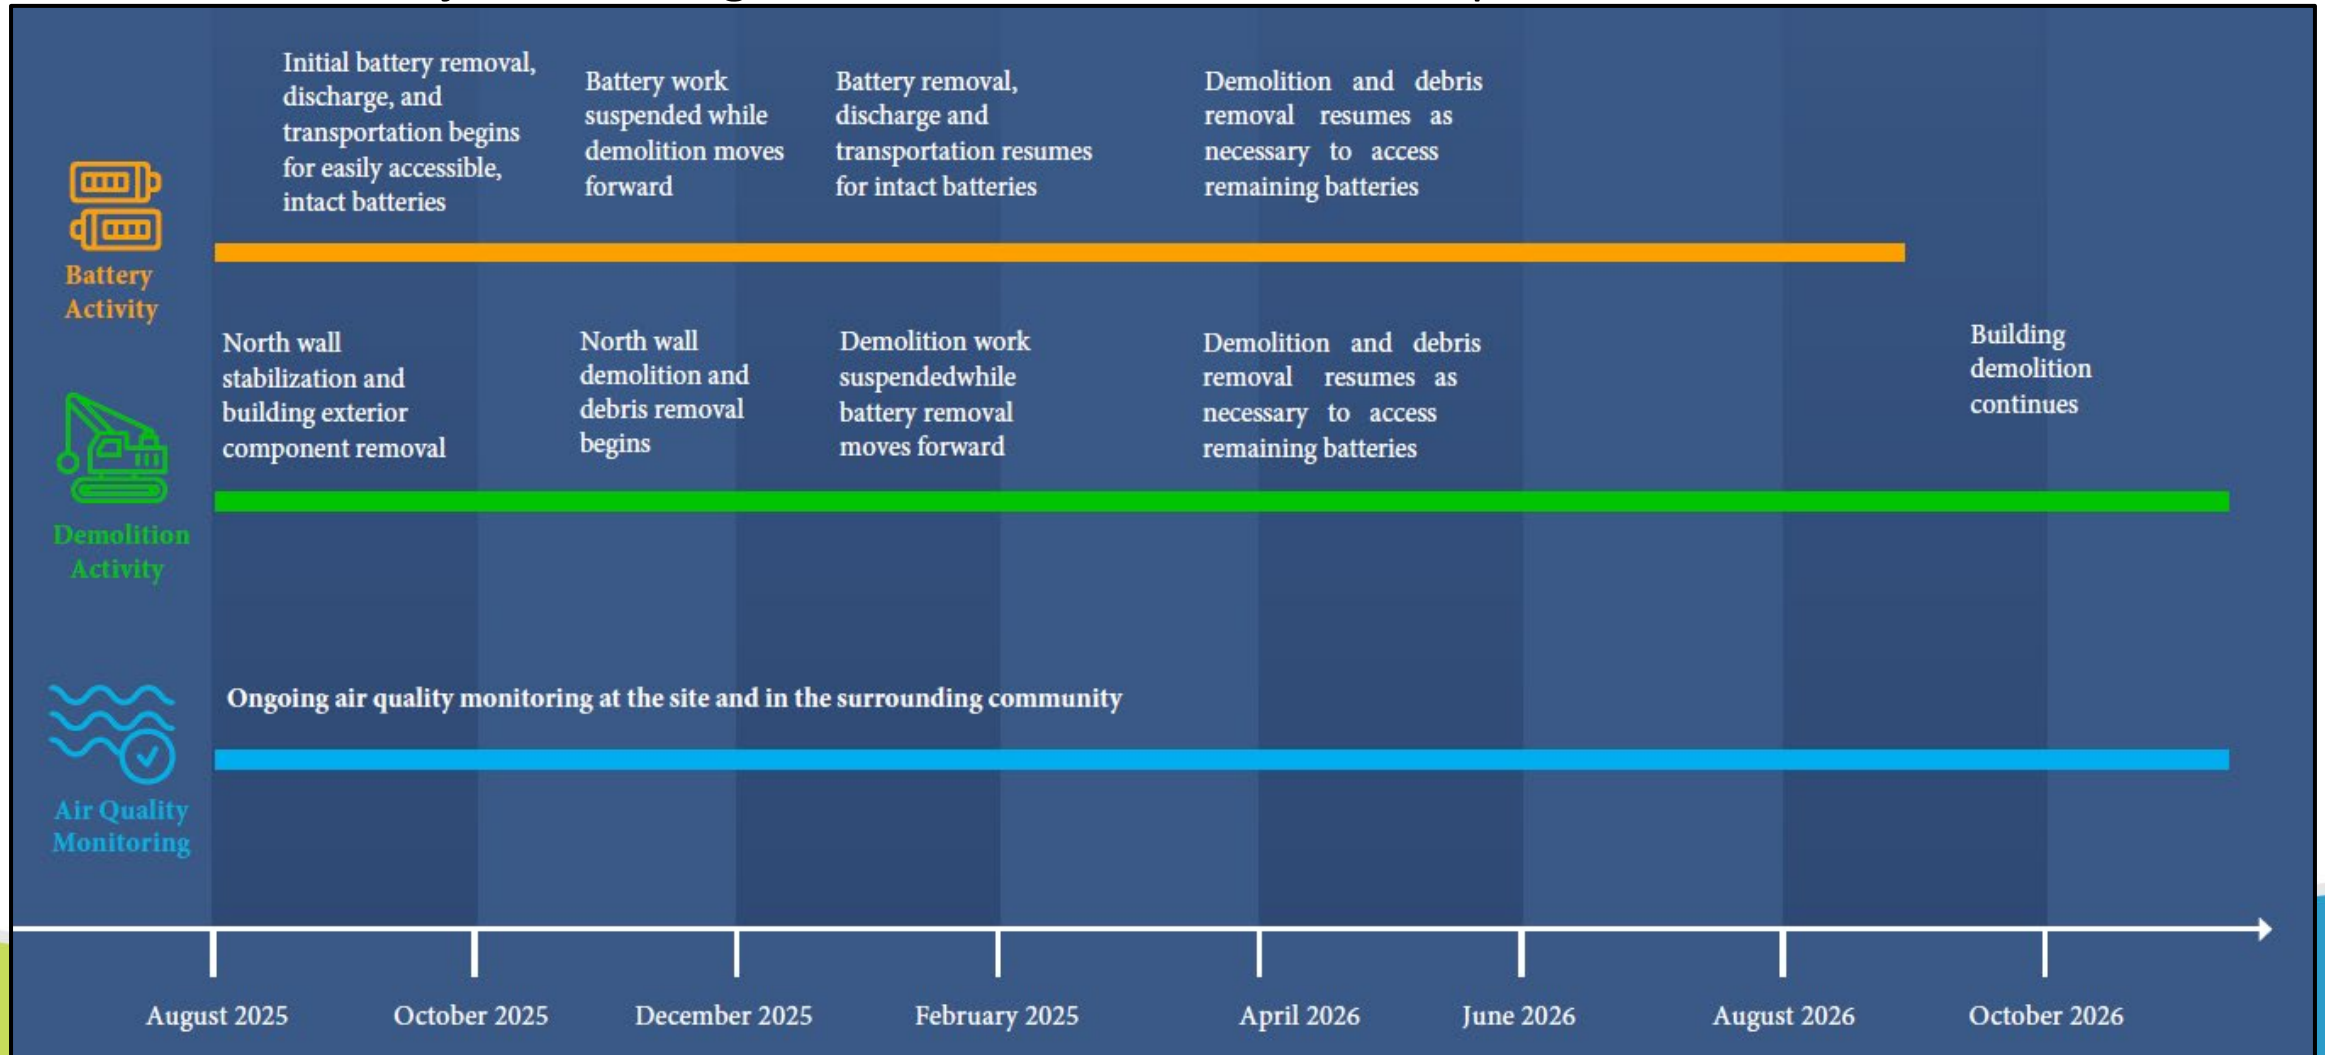 Initial battery removal,
discharge, and
transportation begins
for easily accessible,
intact batteries
Battery work
suspended while
demolition moves
forward
Battery removal,
discharge and
transportation resumes
for intact batteries
Demolition and debris
removal resumes as
necessary to access
remaining batteries
Battery
Activity
North wall
stabilization and
building exterior
component removal
North wall
demolition and
debris removal
begins
Demolition work
suspendedwhile
battery removal
moves forward
Demolition and debris
removal resumes as
necessary to access
remaining batteries
Building
demolition
continues
Demolition
Activity
Ongoing air quality monitoring at the site and in the surrounding community
Air Quality
Monitoring
August 2025
October 2025
December 2025
February 2025
April 2026
June 2026
August 2026
October 2026